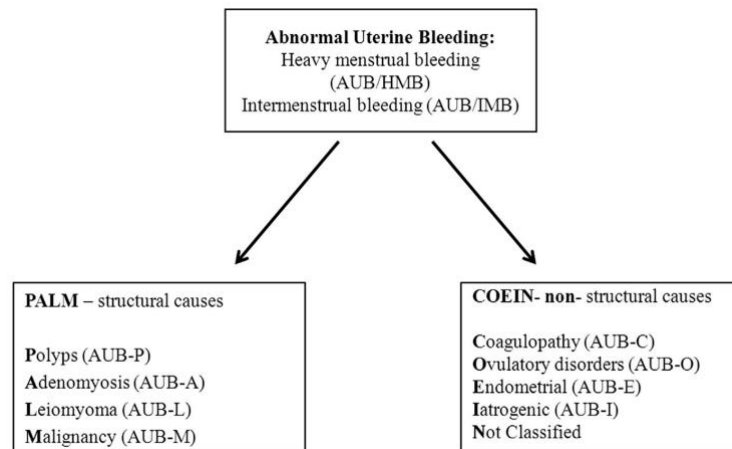 Abnormal Uterine Bleeding:
Heavy menstrual bleeding
(AUB/HMB)
Intermenstrual bleeding (AUB/IMB)
PALM – structural causes
Polyps (AUB-P)
Adenomyosis (AUB-A)
Leiomyoma (AUB-L)
Malignancy (AUB-M)
COEIN- non- structural causes
Coagulopathy (AUB-C)
Ovulatory disorders (AUB-O)
Endometrial (AUB-E)
Iatrogenic (AUB-I)
Not Classified